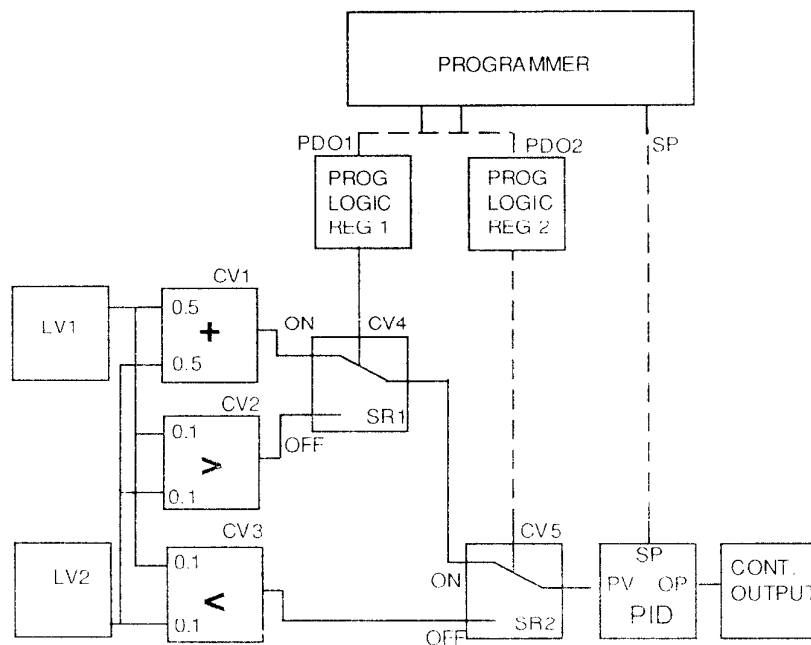 PROGRAMMER
PDO1
PDO2
SP
PROG
LOGIC
REG 1
PROG
LOGIC
REG 2
CV1
LV1
0.5
+
0.5
ON
CV4
SR1
OFF
CV2
0.1
>
0.1
CV3
LV2
0.1
<
0.1
CV5
ON
SR2
OFF
SP
PV OP
PID
CONT.
OUTPUT